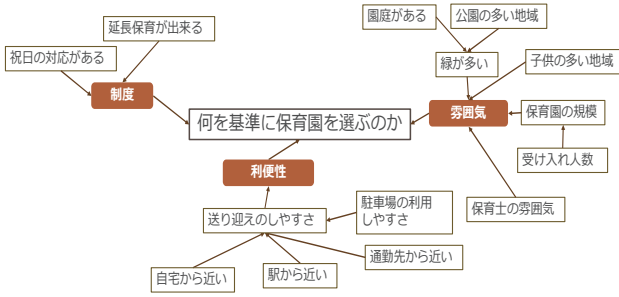 園庭がある
公園の多い地域
延長保育が出来る
祝日の対応がある
緑が多い
子供の多い地域
制度
雰囲気
保育園の規模
何を基準に保育園を選ぶのか
受け入れ人数
利便性
駐車場の利用
しやすさ
送り迎えのしやすさ
保育士の雰囲気
通勤先から近い
自宅から近い
駅から近い